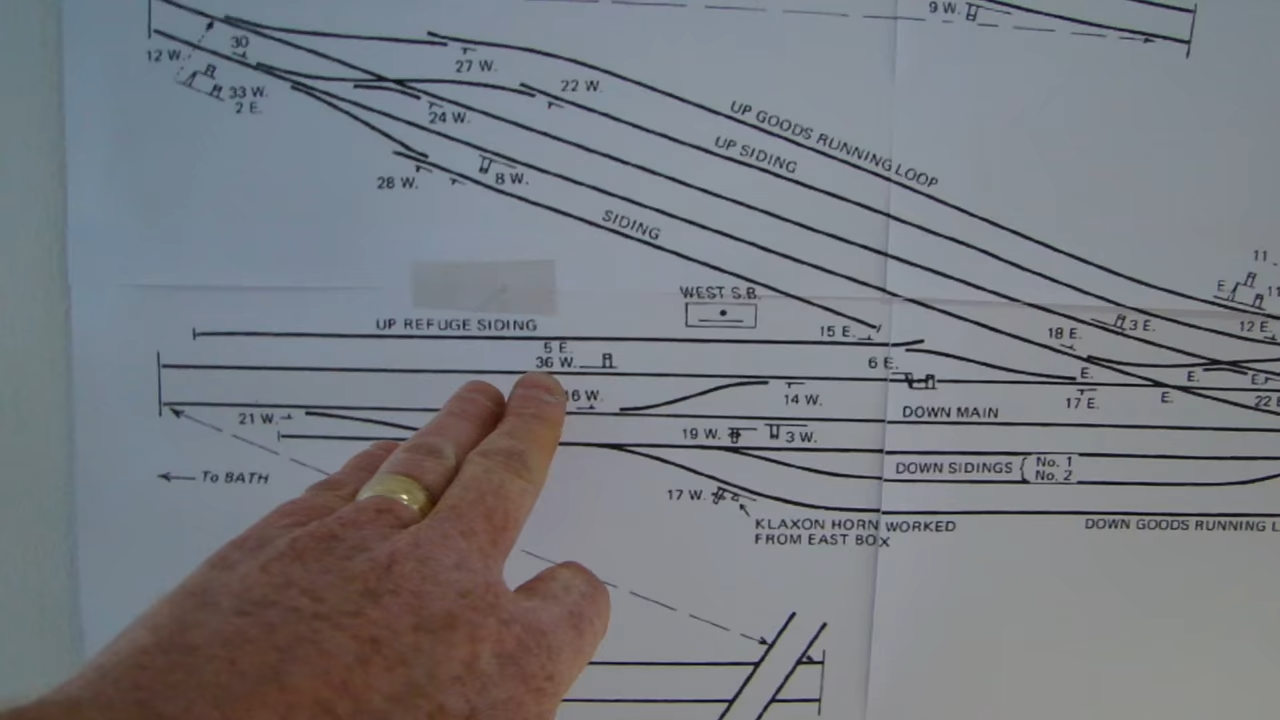 9 W.
30
12 W.
27 W.
22 W.
33 W.
2 E.
24 W.
UP GOODS RUNNING LOOP
UP SIDING
28 W.
8 W.
SIDING
11
E.
11
WEST S.B.
UP REFUGE SIDING
15 E.
18 E.
3 E.
12 E.
5 E.
36 W.
6 E.
E.
E.
E.
16 W.
14 W.
17 E.
E.
22 E
21 W.
DOWN MAIN
19 W.
3 W.
To BATH
DOWN SIDINGS { No. 1
No. 2
17 W.
KLAXON HORN WORKED
FROM EAST BOX
DOWN GOODS RUNNING L